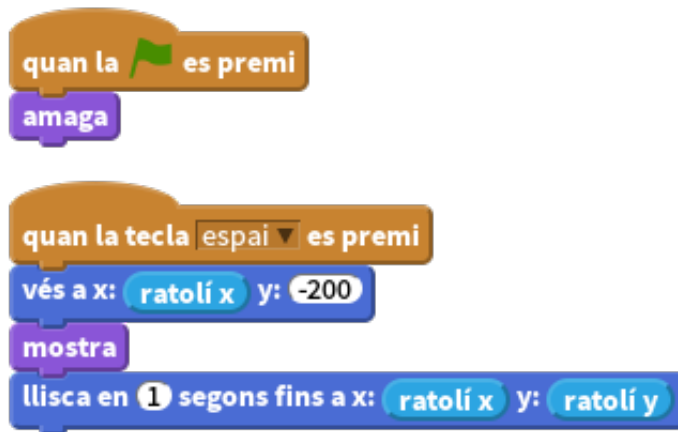 quan la es premi
amaga
quan la tecla espai ▼ es premi
vés a x: ratolí x y: -200
mostra
llisca en 1 segons fins a x: ratolí x y: ratolí y